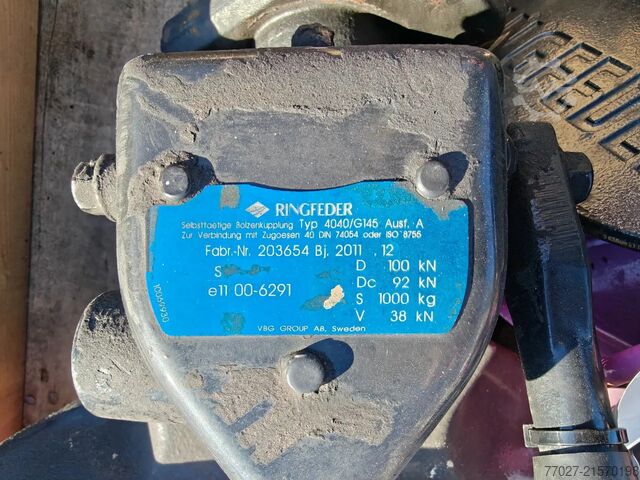 RINGFEDER
Selbsttaetige Bolzenkupplung Typ 4040/G145 Ausf. A
Zur Verbindung mit Zugoesen 40 DIN 74054 oder ISO 8755
Fabr.-Nr. 203654 Bj. 2011 . 12
S D 100 kN
e11 00-6291 Dc 92 kN
S 1000 kg
V 38 kN
VBG GROUP AB, Sweden
77027-21570198